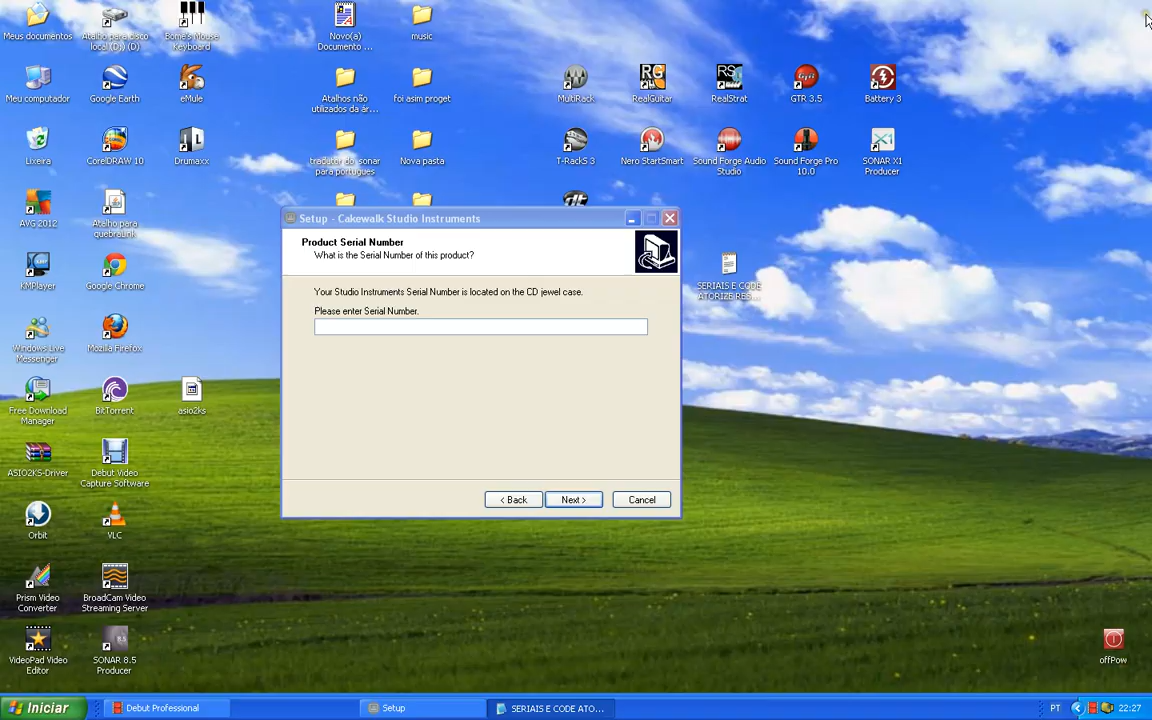 Meus documentos
Atalho para disco
local (D;) (D)
Bome's Mouse
Keyboard
Novo(a)
Documento ...
music
Meu computador
Google Earth
eMule
Atalhos não
utilizados da ár...
foi asim proget
MultiRack
RealGuitar
RealStrat
GTR 3.5
Battery 3
Lixeira
CorelDRAW 10
Drumaxx
tradutor do sonar
para portugues
Nova pasta
T-RackS 3
Nero StartSmart
Sound Forge Audio
Studio
Sound Forge Pro
10.0
SONAR X1
Producer
AVG 2012
Atalho para
quebraLink
Setup - Cakewalk Studio Instruments
Product Serial Number
What is the Serial Number of this product?
Your Studio Instruments Serial Number is located on the CD jewel case.
Please enter Serial Number.
< Back
Next >
Cancel
SERIAIS E CODE
ATORIZE RES...
KMPlayer
Google Chrome
Windows Live
Messenger
Mozilla Firefox
Free Download
Manager
BitTorrent
asio2ks
ASIO2KS-Driver
Debut Video
Capture Software
Orbit
VLC
Prism Video
Converter
BroadCam Video
Streaming Server
VideoPad Video
Editor
8.5
SONAR 8.5
Producer
offPow
Iniciar
Debut Professional
Setup
SERIAIS E CODE ATO...
PT
22:27